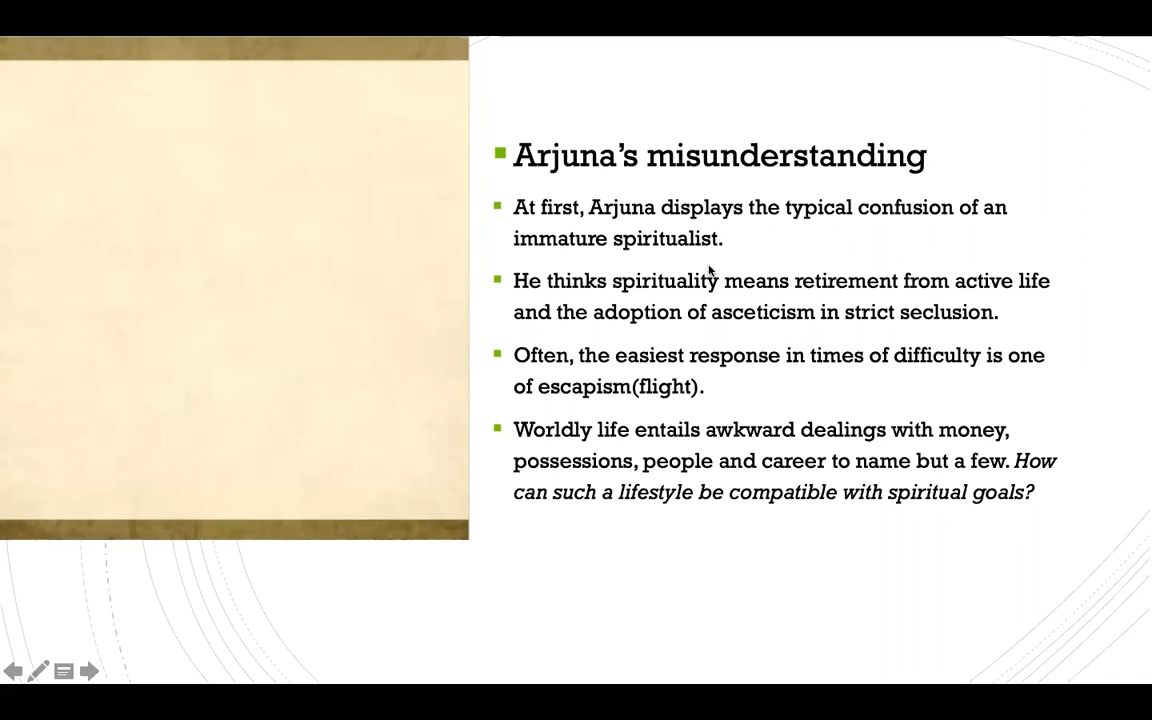 Arjuna's misunderstanding
At first, Arjuna displays the typical confusion of an
immature spiritualist.
He thinks spirituality means retirement from active life
and the adoption of asceticism in strict seclusion.
Often, the easiest response in times of difficulty is one
of escapism(flight).
Worldly life entails awkward dealings with money,
possessions, people and career to name but a few. How
can such a lifestyle be compatible with spiritual goals?